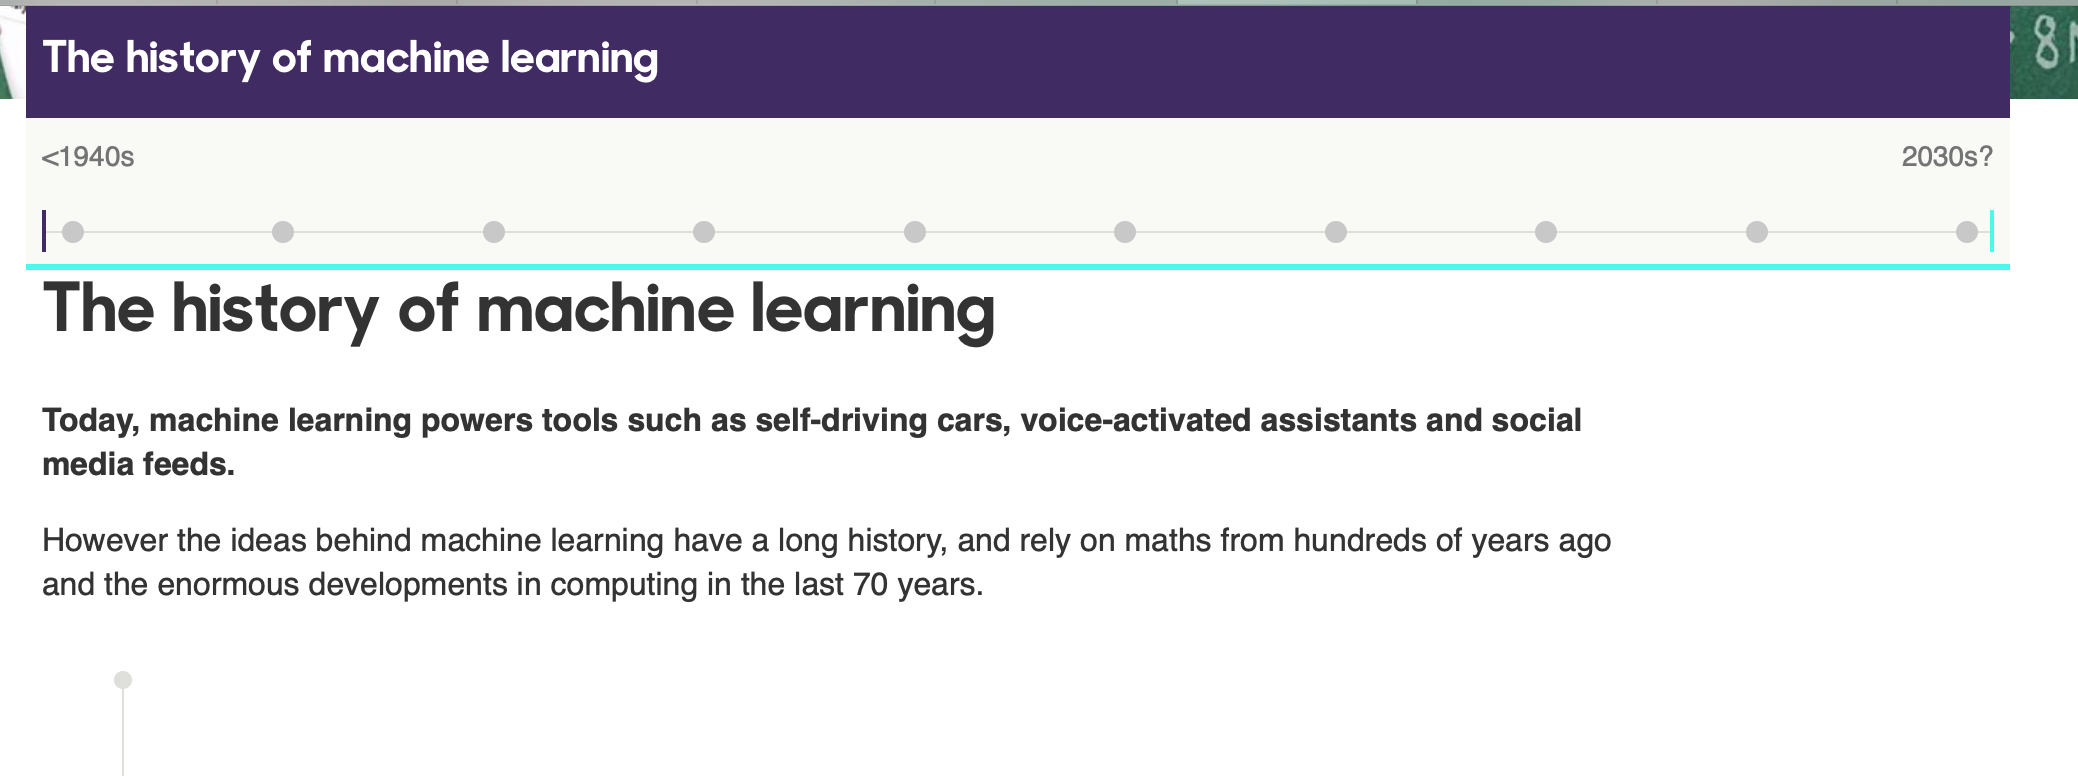 The history of machine learning
<1940s
2030s?
The history of machine learning
Today, machine learning powers tools such as self-driving cars, voice-activated assistants and social
media feeds.
However the ideas behind machine learning have a long history, and rely on maths from hundreds of years ago
and the enormous developments in computing in the last 70 years.